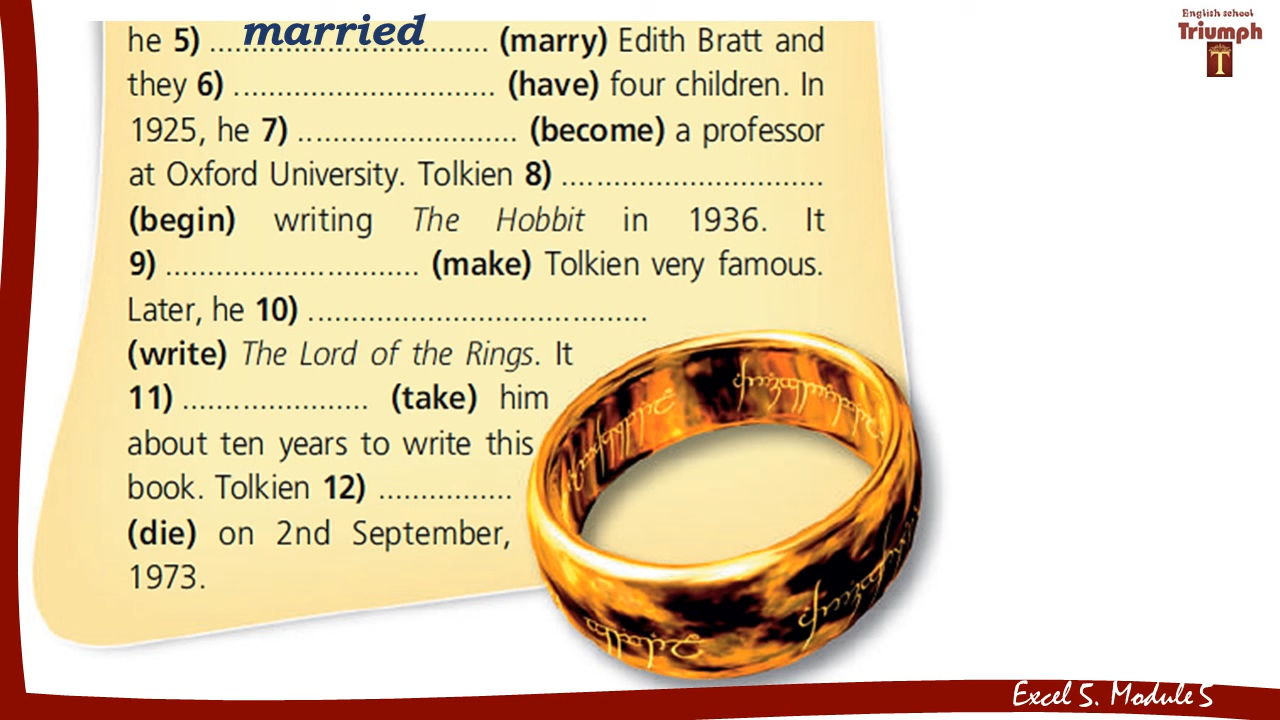 he 5) .... married ........ (marry) Edith Bratt and
they 6) .............................. (have) four children. In
1925, he 7) ......................... (become) a professor
at Oxford University. Tolkien 8) ..............................
(begin) writing The Hobbit in 1936. It
9) ............................. (make) Tolkien very famous.
Later, he 10) .......................................
(write) The Lord of the Rings. It
11) ...................... (take) him
about ten years to write this
book. Tolkien 12) ................
(die) on 2nd September,
1973.
English school
Triumph
T
Excel 5. Module 5